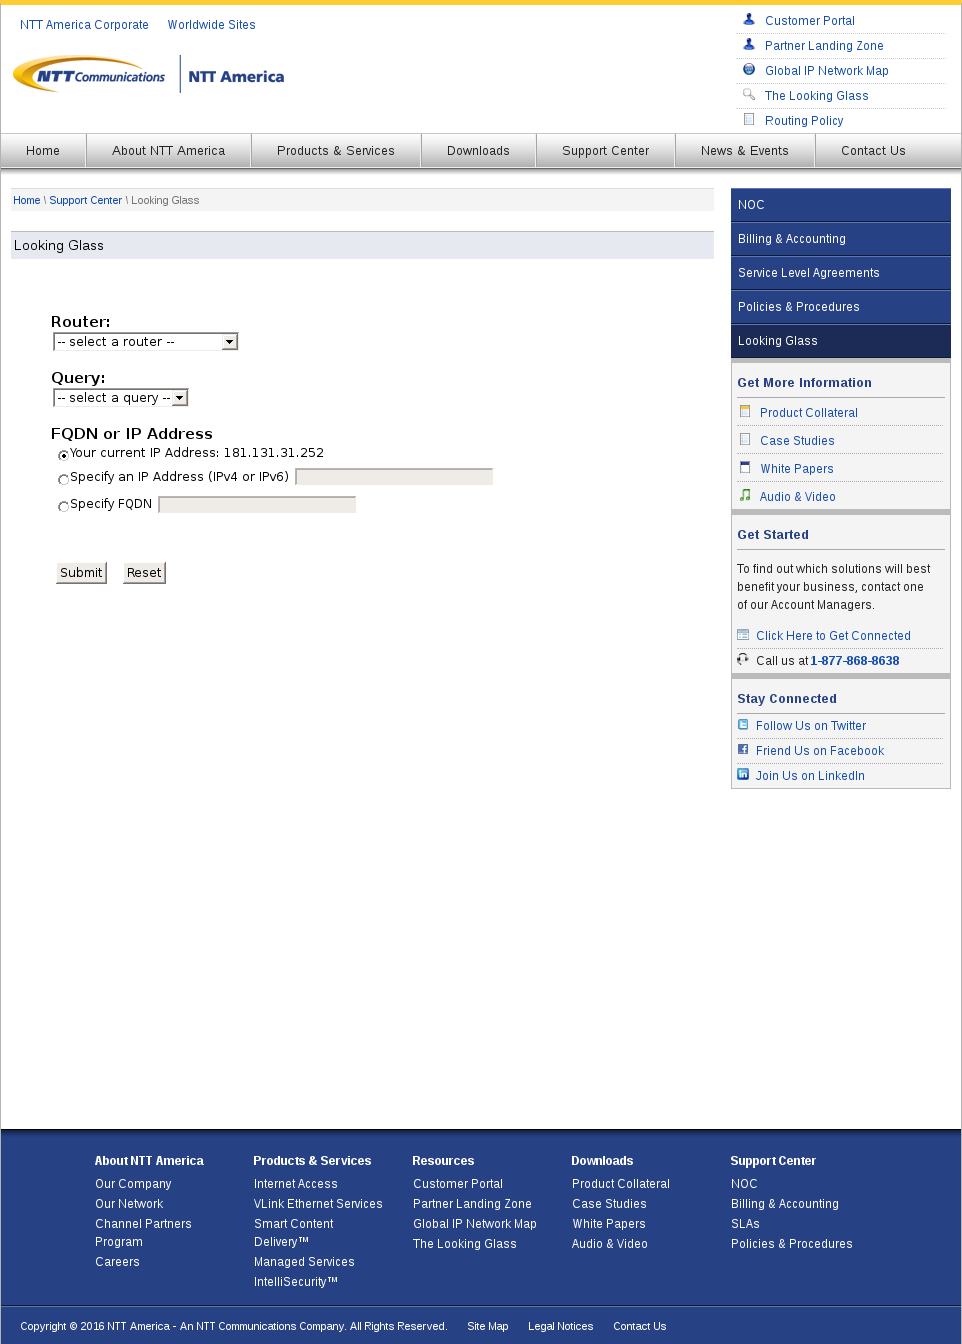 NTT America Corporate Worldwide Sites
Customer Portal
Partner Landing Zone
Global IP Network Map
The Looking Glass
Routing Policy
NTT Communications NTT America
Home About NTT America Products & Services Downloads Support Center News & Events Contact Us
Home \ Support Center \ Looking Glass
Looking Glass
Router:
-- select a router --
Query:
-- select a query --
FQDN or IP Address
Your current IP Address: 181.131.31.252
Specify an IP Address (IPv4 or IPv6)
Specify FQDN
Submit Reset
NOC
Billing & Accounting
Service Level Agreements
Policies & Procedures
Looking Glass
Get More Information
Product Collateral
Case Studies
White Papers
Audio & Video
Get Started
To find out which solutions will best
benefit your business, contact one
of our Account Managers.
Click Here to Get Connected
Call us at 1-877-868-8638
Stay Connected
Follow Us on Twitter
Friend Us on Facebook
Join Us on LinkedIn
About NTT America
Our Company
Our Network
Channel Partners
Program
Careers
Products & Services
Internet Access
VLink Ethernet Services
Smart Content
Delivery™
Managed Services
IntelliSecurity™
Resources
Customer Portal
Partner Landing Zone
Global IP Network Map
The Looking Glass
Downloads
Product Collateral
Case Studies
White Papers
Audio & Video
Support Center
NOC
Billing & Accounting
SLAs
Policies & Procedures
Copyright © 2016 NTT America - An NTT Communications Company. All Rights Reserved. Site Map Legal Notices Contact Us